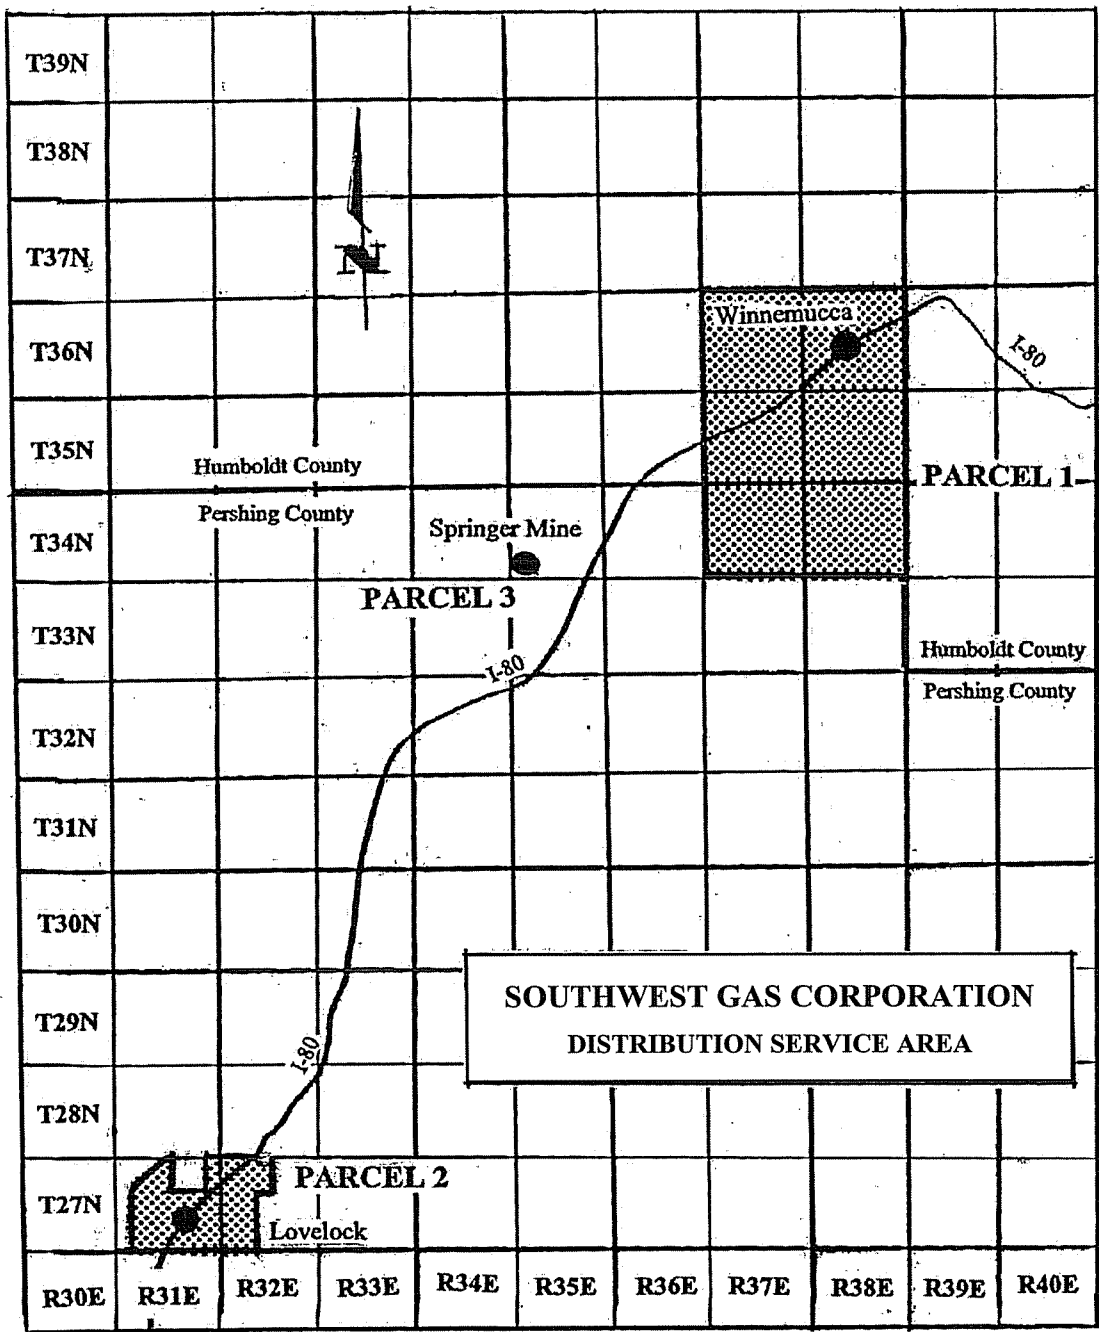 T39N
T38N
T37N
N
Winnemucca
T36N
I-80
T35N
Humboldt County
PARCEL 1
Pershing County
Springer Mine
T34N
PARCEL 3
T33N
Humboldt County
I-80
Pershing County
T32N
T31N
T30N
SOUTHWEST GAS CORPORATION
T29N
DISTRIBUTION SERVICE AREA
I-80
T28N
PARCEL 2
T27N
Lovelock
R30E R31E R32E R33E R34E R35E R36E R37E R38E R39E R40E